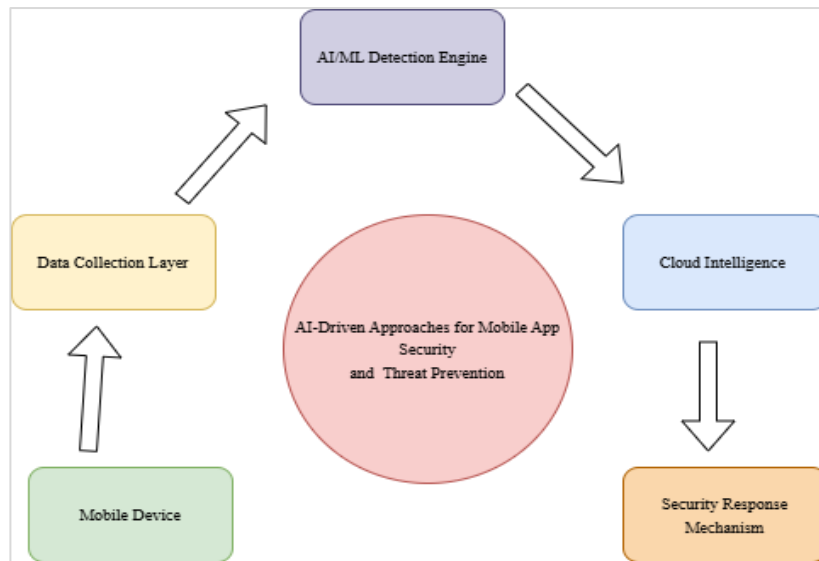 AI/ML Detection Engine
Data Collection Layer
Cloud Intelligence
AI-Driven Approaches for Mobile App
Security
and Threat Prevention
Mobile Device
Security Response
Mechanism